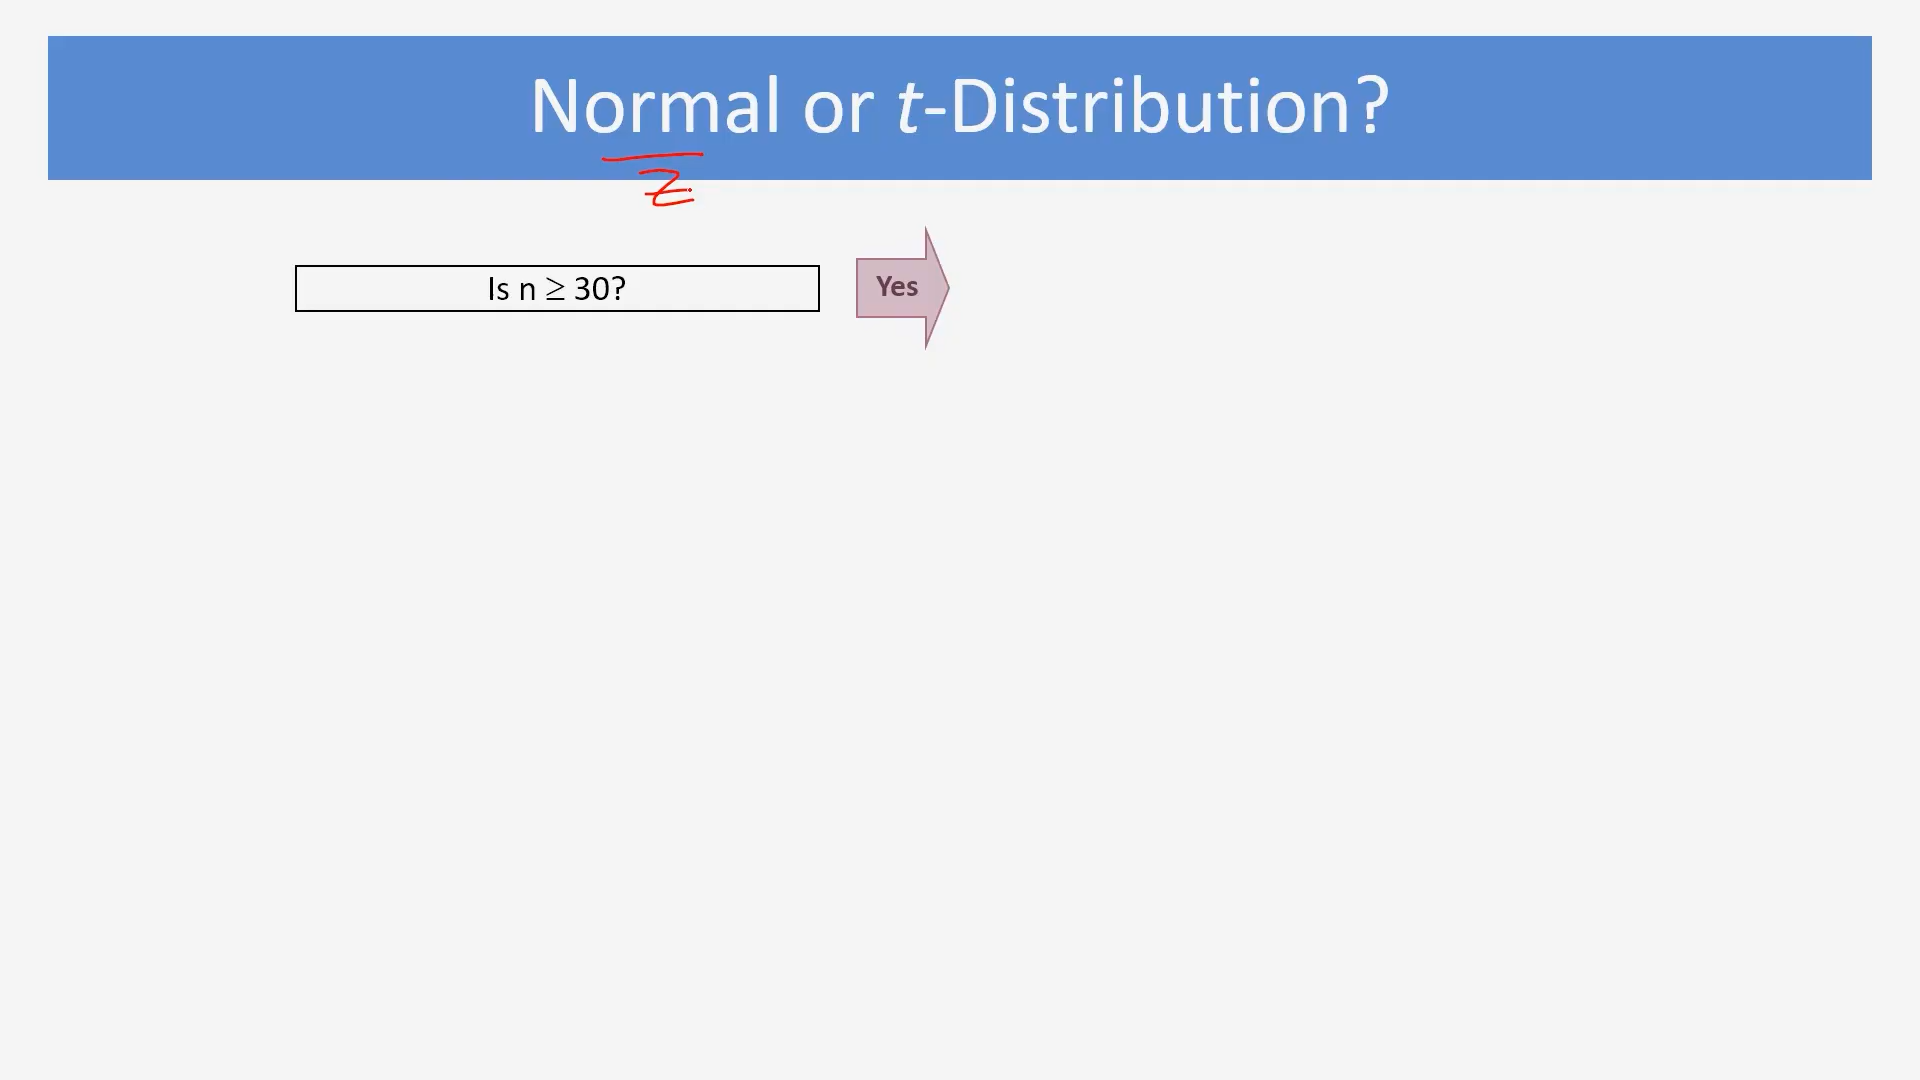 Normal or t-Distribution?
Z
Is n ≥ 30?
Yes